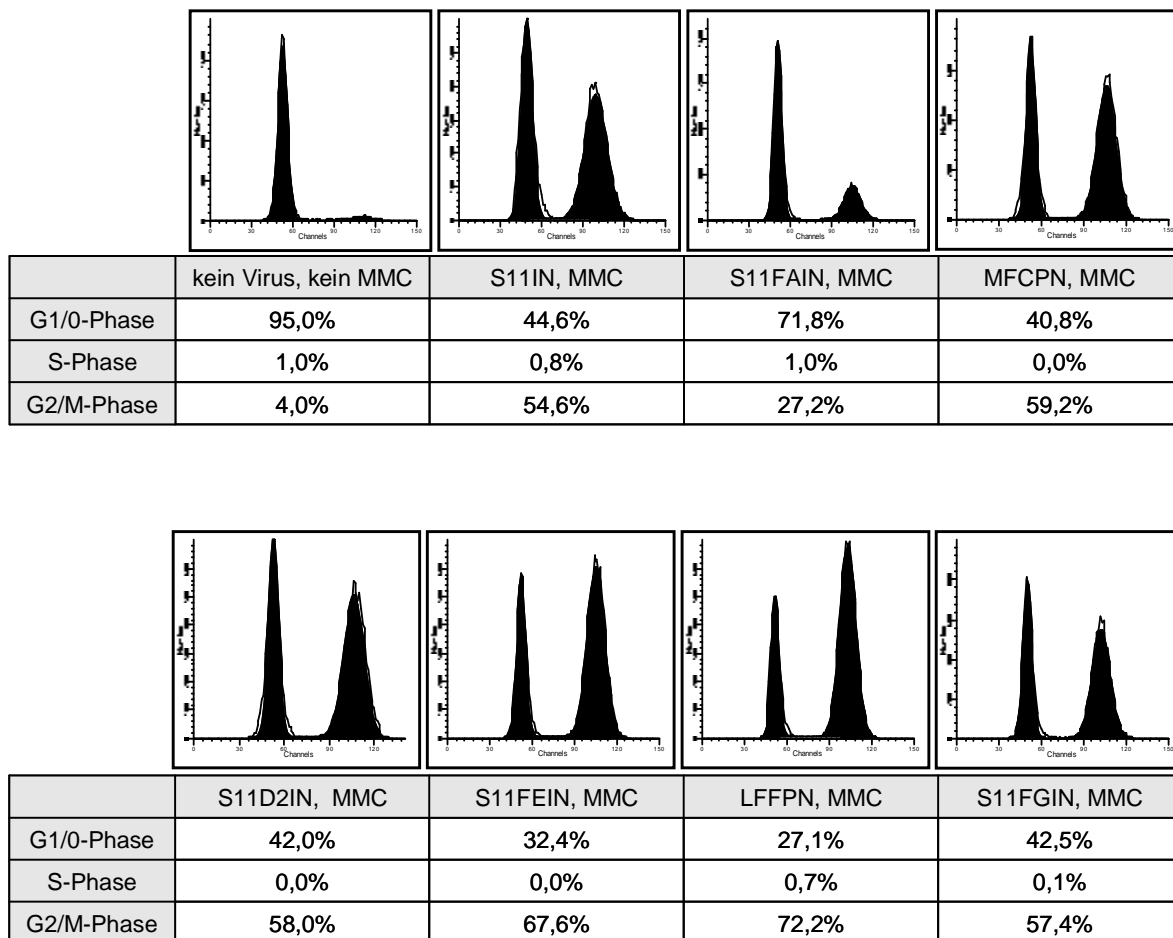 0 30 60 90 120 150
Channels
0 30 60 90 120 150
Channels
0 30 60 90 120 150
Channels
0 30 60 90 120 150
Channels
kein Virus, kein MMC S11IN, MMC S11FAIN, MMC MFCPN, MMC
G1/0-Phase 95,0% 44,6% 71,8% 40,8%
S-Phase 1,0% 0,8% 1,0% 0,0%
G2/M-Phase 4,0% 54,6% 27,2% 59,2%
0 30 60 90 120
Channels
0 30 60 90 120 150
Channels
0 30 60 90 120 150
Channels
0 30 60 90 120 150
Channels
S11D2IN, MMC S11FEIN, MMC LFFPN, MMC S11FGIN, MMC
G1/0-Phase 42,0% 32,4% 27,1% 42,5%
S-Phase 0,0% 0,0% 0,7% 0,1%
G2/M-Phase 58,0% 67,6% 72,2% 57,4%